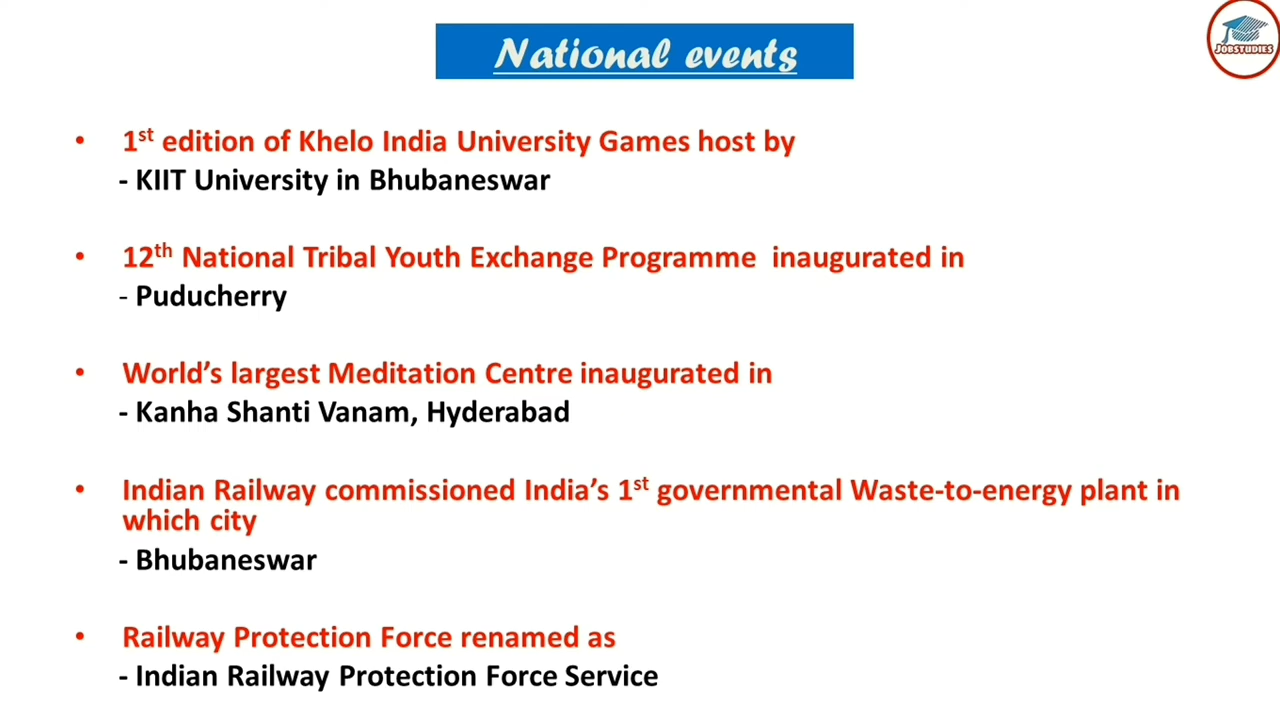 National events
JOBSTUDIES
• 1st edition of Khelo India University Games host by
- KIIT University in Bhubaneswar
• 12th National Tribal Youth Exchange Programme inaugurated in
- Puducherry
• World's largest Meditation Centre inaugurated in
- Kanha Shanti Vanam, Hyderabad
• Indian Railway commissioned India's 1st governmental Waste-to-energy plant in
which city
- Bhubaneswar
• Railway Protection Force renamed as
- Indian Railway Protection Force Service